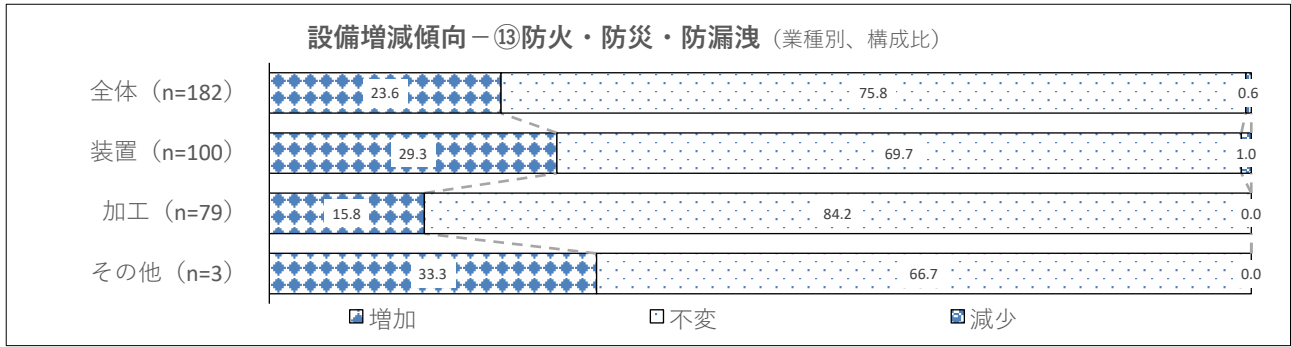 設備増減傾向－⑬防火・防災・防漏洩（業種別、構成比）
全体（n=182） 23.6 75.8 0.6
装置（n=100） 29.3 69.7 1.0
加工（n=79） 15.8 84.2 0.0
その他（n=3） 33.3 66.7 0.0
増加 不変 減少